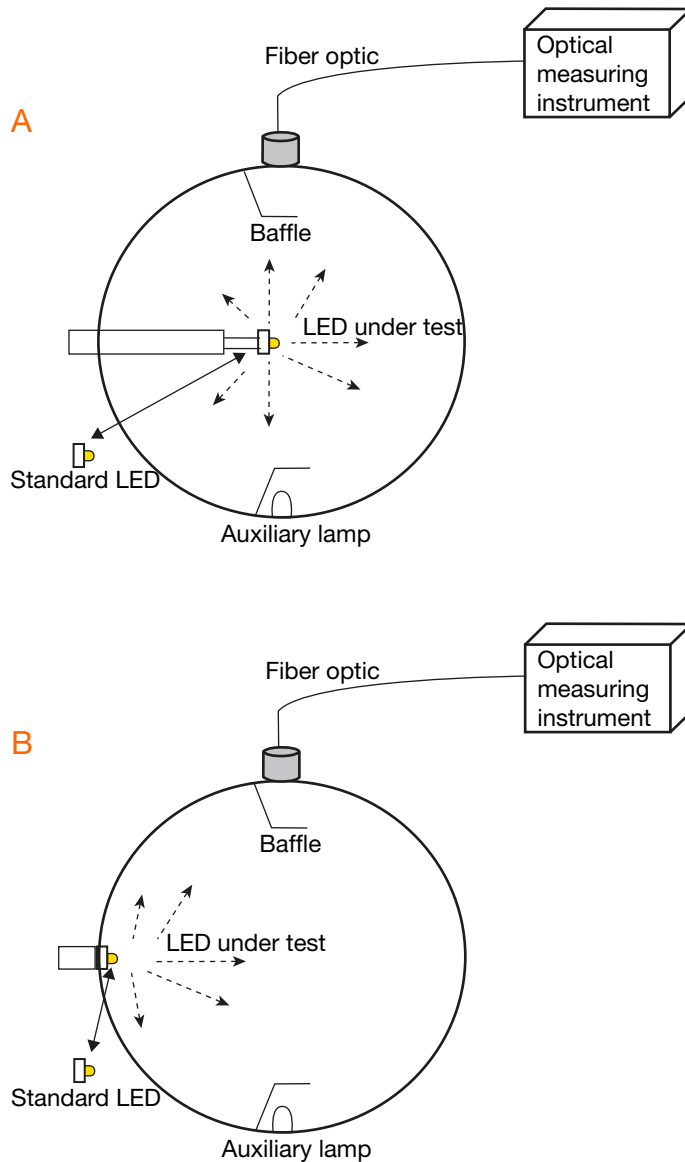 Fiber optic
Optical
measuring
instrument
A
Baffle
LED under test
Standard LED
Auxiliary lamp
Fiber optic
Optical
measuring
instrument
B
Baffle
LED under test
Standard LED
Auxiliary lamp